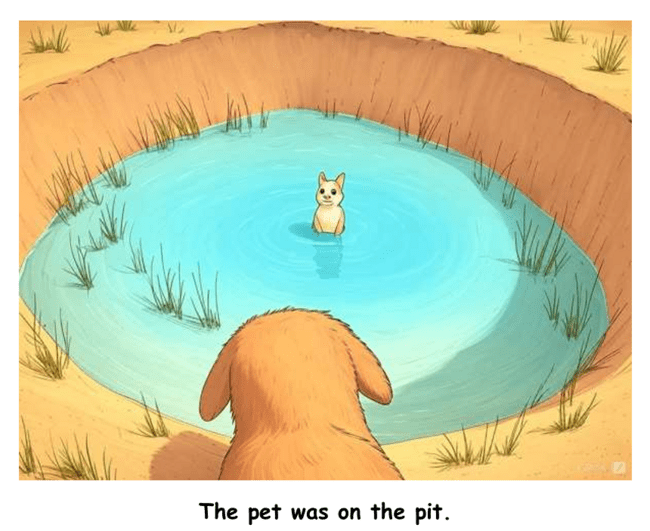 The pet was on the pit.